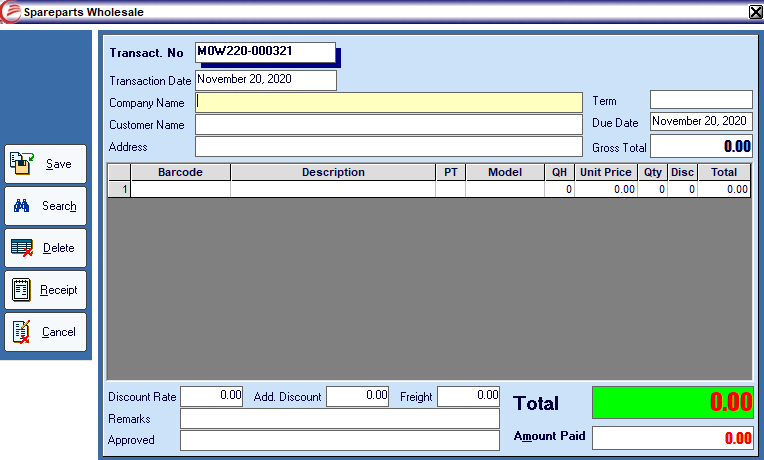 Spareparts Wholesale
Transact. No M0W220-000321
Transaction Date November 20, 2020
Company Name Term
Customer Name Due Date November 20, 2020
Address Gross Total 0.00
Save
Search
Delete
Receipt
Cancel
Barcode Description PT Model QH Unit Price Qty Disc Total
1 0 0.00 0 0 0.00
Discount Rate 0.00 Add. Discount 0.00 Freight 0.00 Total 0.00
Remarks
Approved Amount Paid 0.00